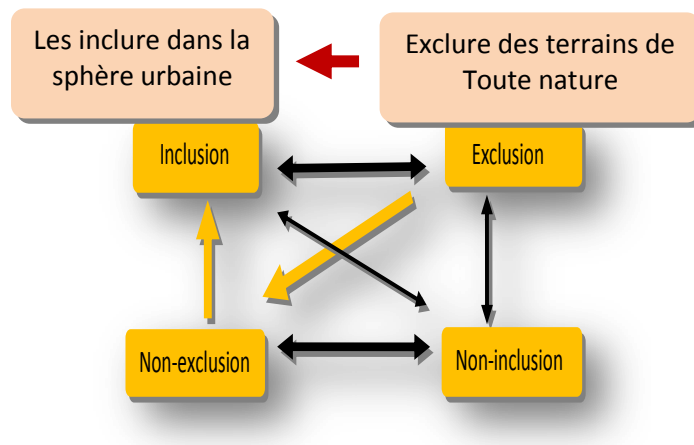 Les inclure dans la
sphère urbaine
Exclure des terrains de
Toute nature
Inclusion
Exclusion
Non-exclusion
Non-inclusion